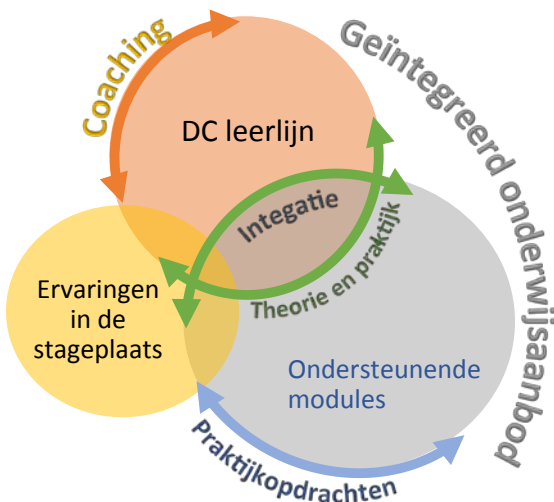 Coaching
Geïntegreerd onderwijsaanbod
DC leerlijn
Integatie
Theorie en praktijk
Ervaringen
in de
stageplaats
Ondersteunende
modules
Praktijkopdrachten